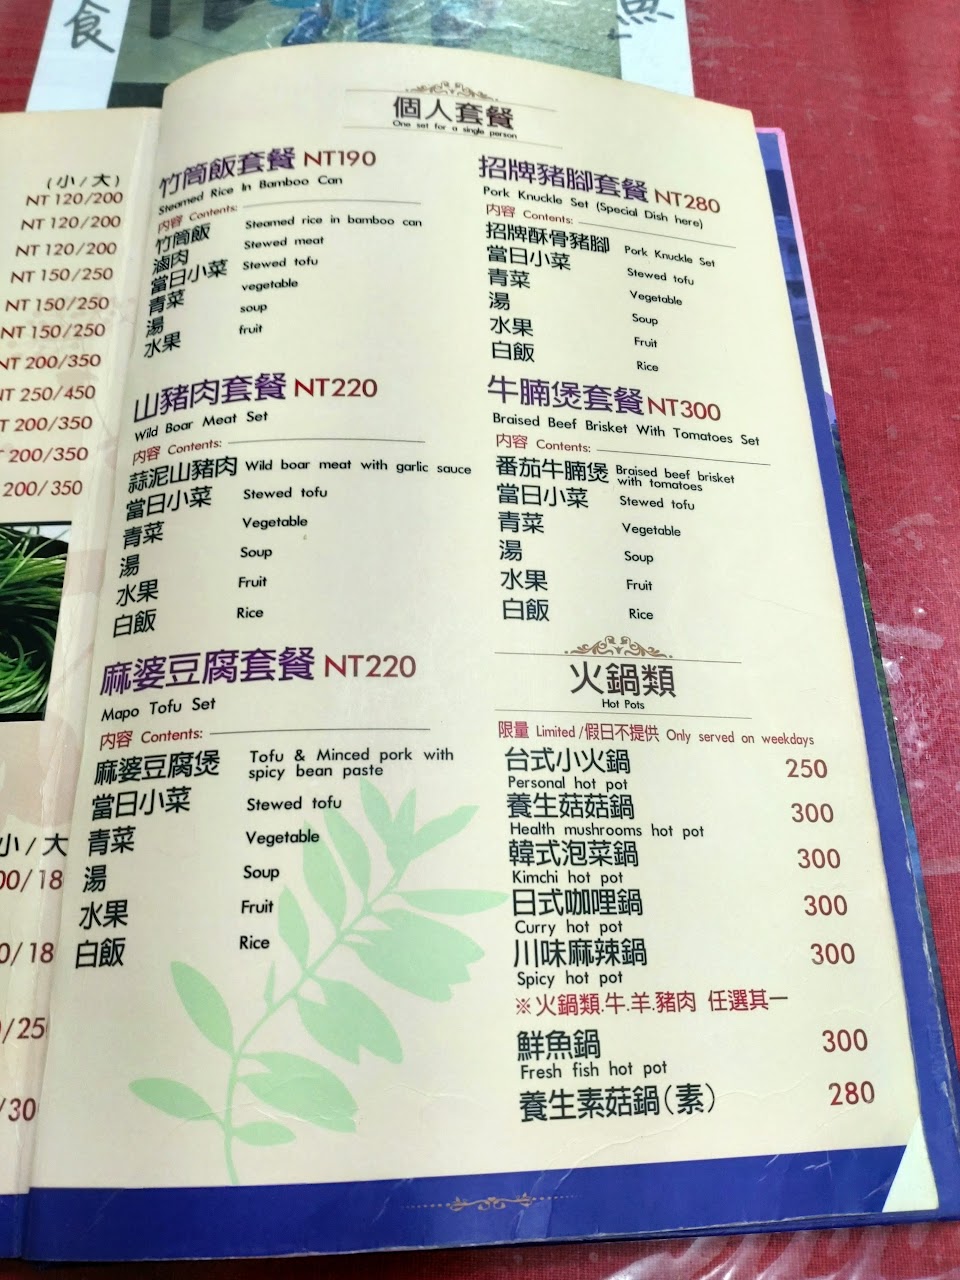 食
魚
(小/大)
NT 120/200
NT 120/200
NT 120/200
NT 150/250
NT 150/250
NT 150/250
NT 200/350
NT 250/450
NT 200/350
NT 200/350
200/350
小/大
個人套餐
One set for a single person
竹筒飯套餐 NT190
Steamed Rice In Bamboo Can
內容 Contents:
竹筒飯 Steamed rice in bamboo can
滷肉 Stewed meat
當日小菜 Stewed tofu
青菜 vegetable
湯 soup
水果 fruit
山豬肉套餐 NT220
Wild Boar Meat Set
內容 Contents:
蒜泥山豬肉 Wild boar meat with garlic sauce
當日小菜 Stewed tofu
青菜 Vegetable
湯 Soup
水果 Fruit
白飯 Rice
麻婆豆腐套餐 NT220
Mapo Tofu Set
內容 Contents:
麻婆豆腐煲 Tofu & Minced pork with
spicy bean paste
當日小菜 Stewed tofu
青菜 Vegetable
湯 Soup
水果 Fruit
白飯 Rice
招牌豬腳套餐 NT280
Pork Knuckle Set (Special Dish here)
內容 Contents:
招牌酥骨豬腳 Pork Knuckle Set
當日小菜 Stewed tofu
青菜 Vegetable
湯 Soup
水果 Fruit
白飯 Rice
牛腩煲套餐 NT300
Braised Beef Brisket With Tomatoes Set
內容 Contents:
番茄牛腩煲 Braised beef brisket
with tomatoes
當日小菜 Stewed tofu
青菜 Vegetable
湯 Soup
水果 Fruit
白飯 Rice
火鍋類
Hot Pots
限量 Limited/假日不提供 Only served on weekdays
台式小火鍋 250
Personal hot pot
養生菇菇鍋 300
Health mushrooms hot pot
韓式泡菜鍋 300
Kimchi hot pot
日式咖哩鍋 300
Curry hot pot
川味麻辣鍋 300
Spicy hot pot
※火鍋類.牛.羊.豬肉 任選其一
鮮魚鍋 300
Fresh fish hot pot
養生素菇鍋(素) 280